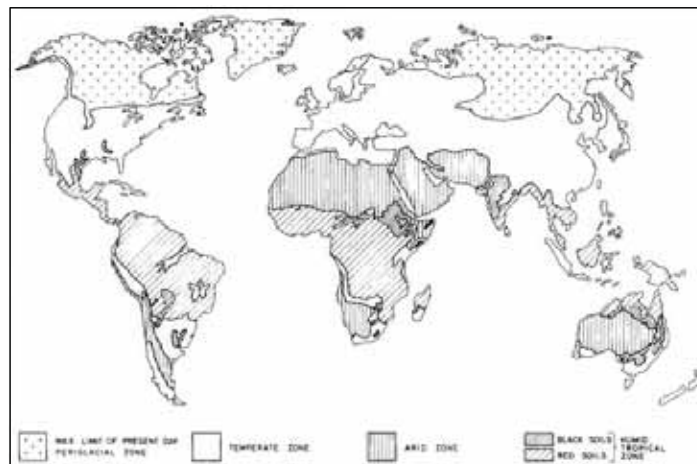 MAX. LIMIT OF PRESENT DAY
PERIGLACIAL ZONE
TEMPERATE ZONE
ARID ZONE
BLACK SOILS
RED SOILS
HUMID
TROPICAL
ZONE